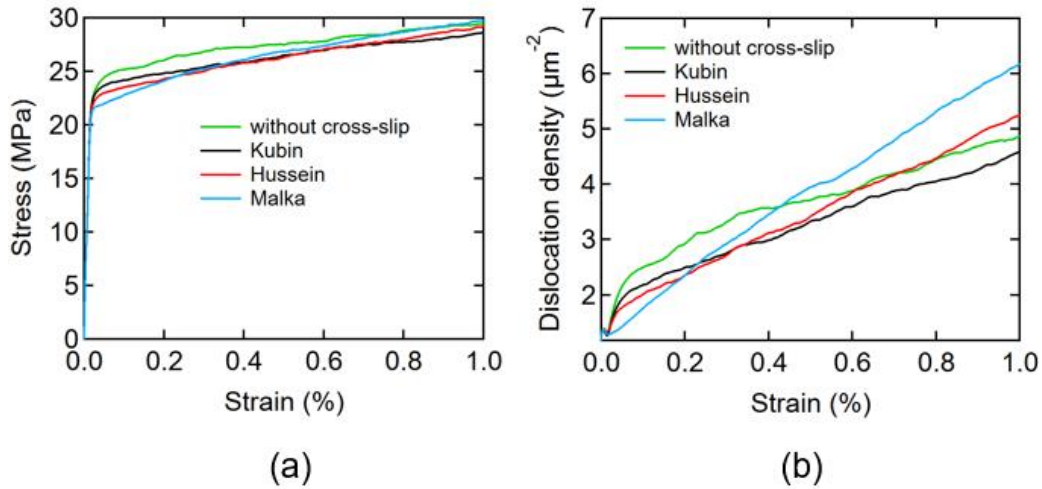 30
25
20
15
10
5
0
Stress (MPa)
without cross-slip
Kubin
Hussein
Malka
0.0 0.2 0.4 0.6 0.8 1.0
Strain (%)
(a)
7
6
5
4
3
2
Dislocation density (μm⁻²)
without cross-slip
Kubin
Hussein
Malka
0.0 0.2 0.4 0.6 0.8 1.0
Strain (%)
(b)